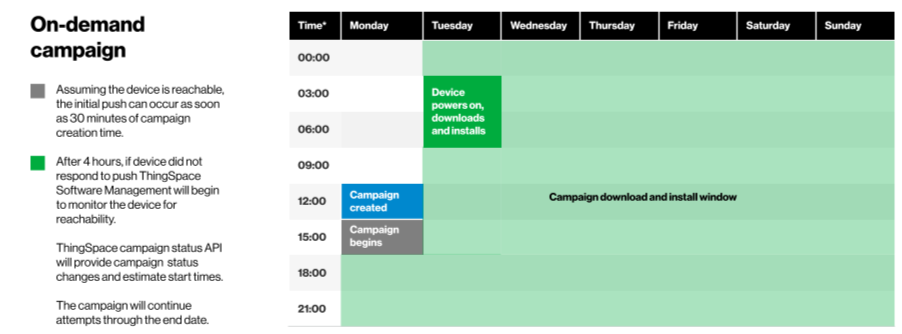 On-demand
campaign
Assuming the device is reachable,
the initial push can occur as soon
as 30 minutes of campaign
creation time.
After 4 hours, if device did not
respond to push ThingSpace
Software Management will begin
to monitor the device for
reachability.
ThingSpace campaign status API
will provide campaign status
changes and estimate start times.
The campaign will continue
attempts through the end date.
Time* Monday Tuesday Wednesday Thursday Friday Saturday Sunday
00:00
03:00
06:00
09:00
12:00
15:00
18:00
21:00
Device
powers on,
downloads
and installs
Campaign
created
Campaign
begins
Campaign download and install window